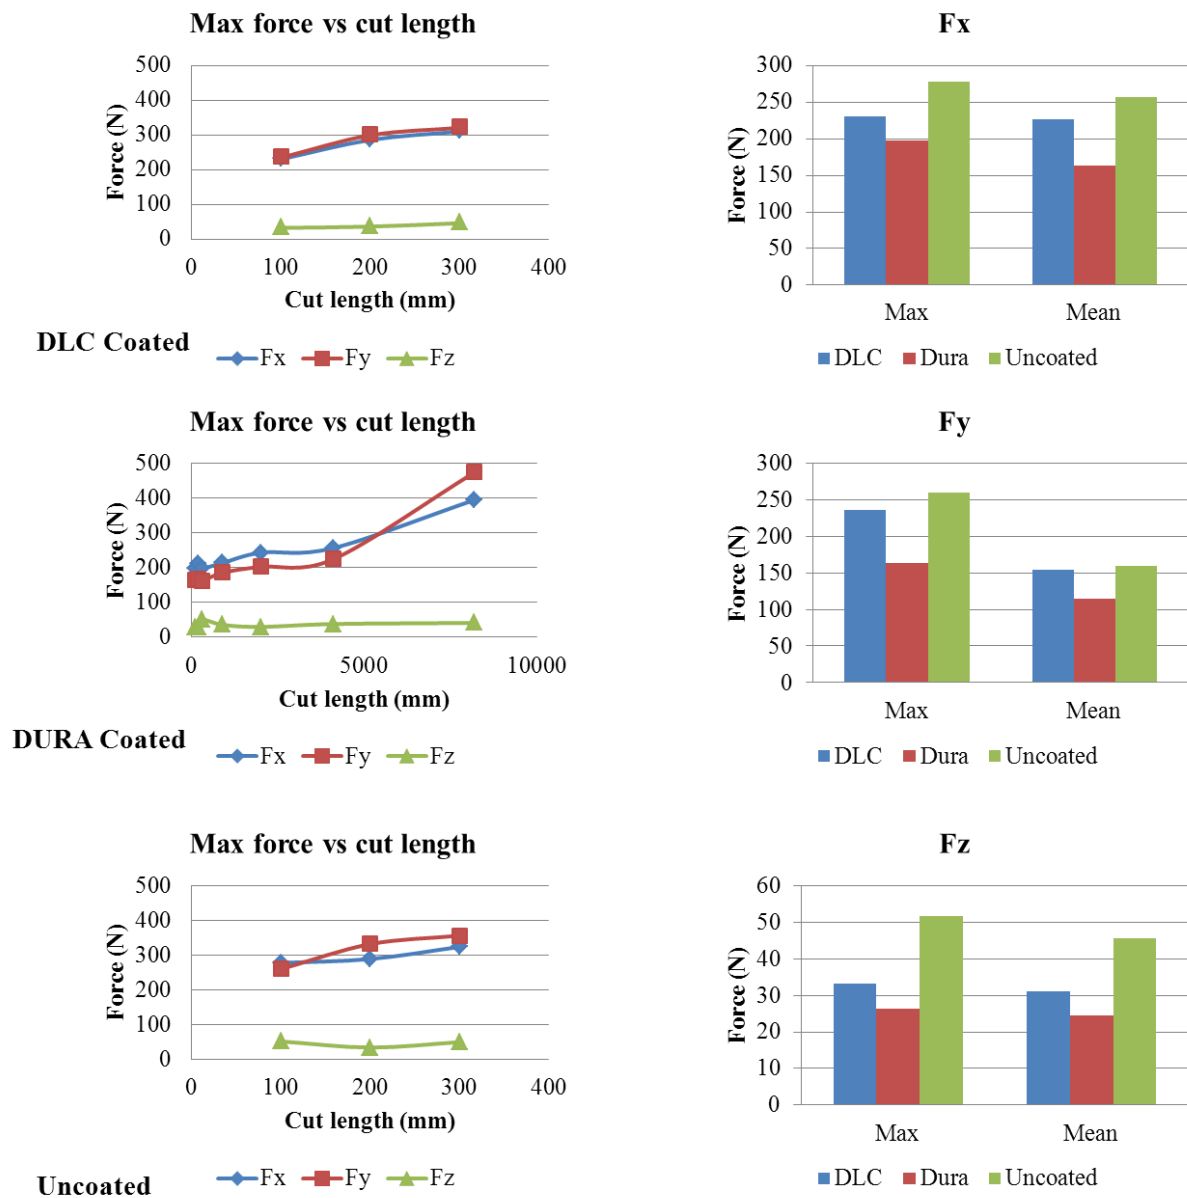 Max force vs cut length
500
400
300
200
100
0
Force (N)
0 100 200 300 400
Cut length (mm)
DLC Coated
Fx Fy Fz
Fx
300
250
200
150
100
50
0
Force (N)
Max Mean
DLC Dura Uncoated
Max force vs cut length
500
400
300
200
100
0
Force (N)
0 5000 10000
Cut length (mm)
DURA Coated
Fx Fy Fz
Fy
300
250
200
150
100
50
0
Force (N)
Max Mean
DLC Dura Uncoated
Max force vs cut length
500
400
300
200
100
0
Force (N)
0 100 200 300 400
Cut length (mm)
Uncoated
Fx Fy Fz
Fz
60
50
40
30
20
10
0
Force (N)
Max Mean
DLC Dura Uncoated